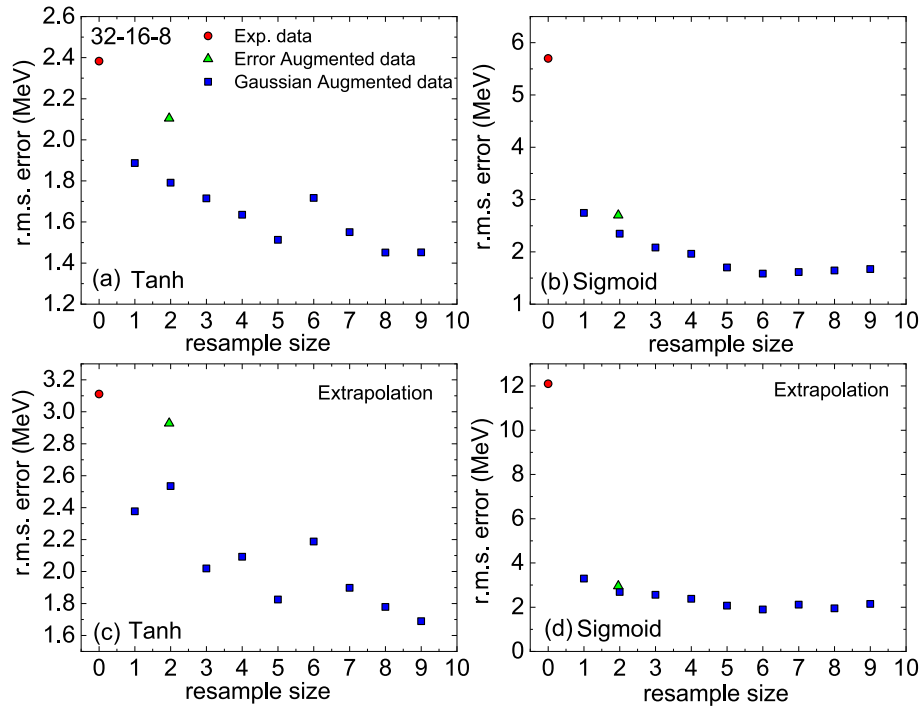 2.6
2.4
2.2
2.0
1.8
1.6
1.4
1.2
r.m.s. error (MeV)
32-16-8
Exp. data
Error Augmented data
Gaussian Augmented data
(a) Tanh
0 1 2 3 4 5 6 7 8 9 10
resample size
6
5
4
3
2
1
r.m.s. error (MeV)
(b) Sigmoid
0 1 2 3 4 5 6 7 8 9 10
resample size
3.2
3.0
2.8
2.6
2.4
2.2
2.0
1.8
1.6
r.m.s. error (MeV)
Extrapolation
(c) Tanh
0 1 2 3 4 5 6 7 8 9 10
resample size
12
10
8
6
4
2
0
r.m.s. error (MeV)
Extrapolation
(d) Sigmoid
0 1 2 3 4 5 6 7 8 9 10
resample size